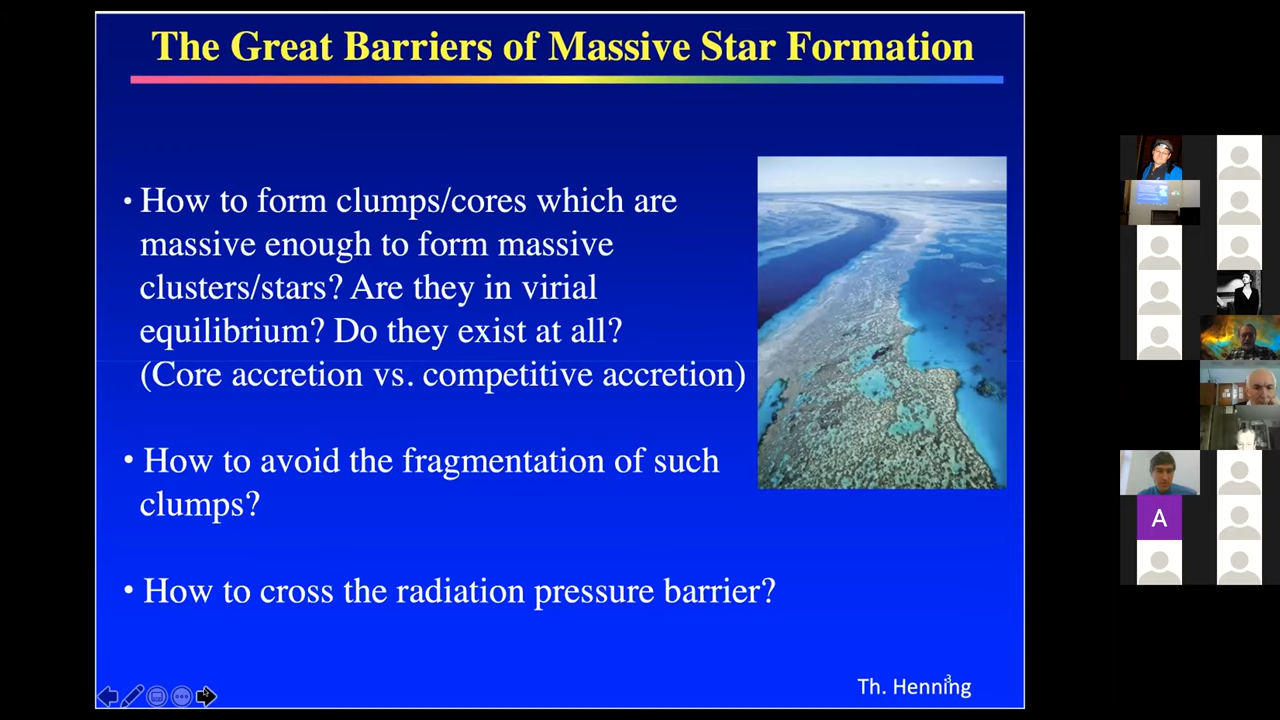 The Great Barriers of Massive Star Formation
• How to form clumps/cores which are
massive enough to form massive
clusters/stars? Are they in virial
equilibrium? Do they exist at all?
(Core accretion vs. competitive accretion)
• How to avoid the fragmentation of such
clumps?
• How to cross the radiation pressure barrier?
Th. Henning
3
A